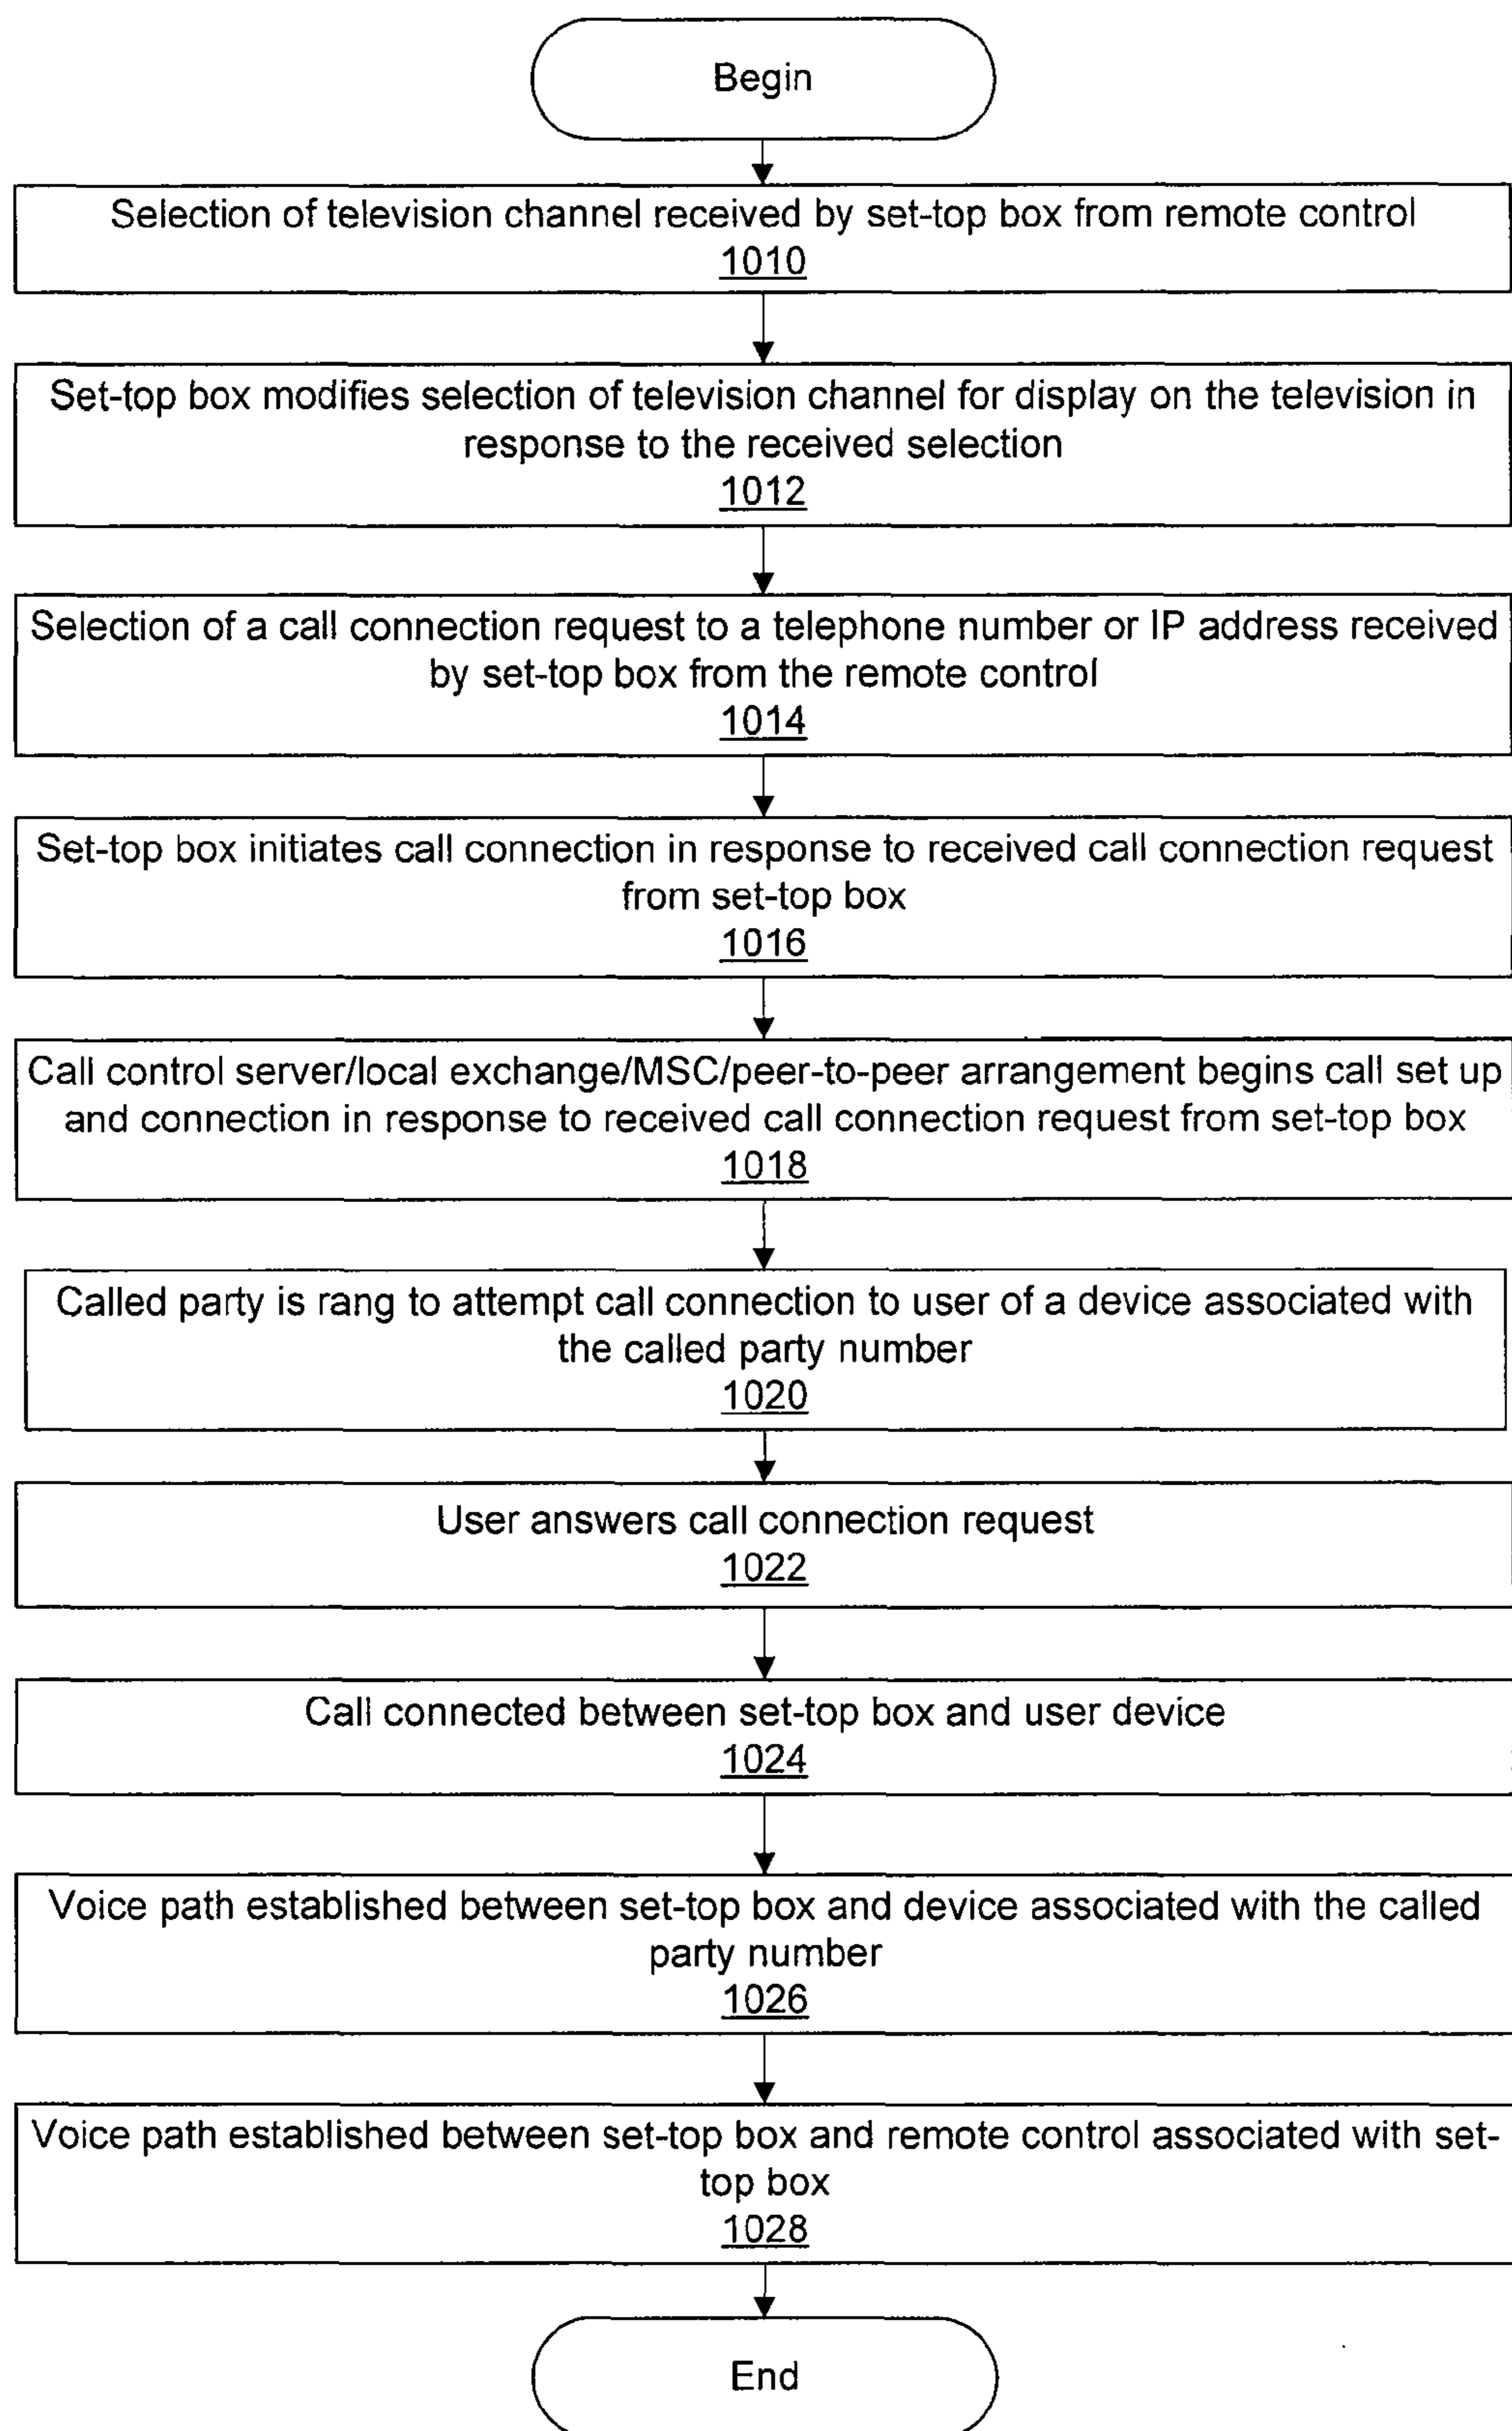 Begin
Selection of television channel received by set-top box from remote control
1010
Set-top box modifies selection of television channel for display on the television in
response to the received selection
1012
Selection of a call connection request to a telephone number or IP address received
by set-top box from the remote control
1014
Set-top box initiates call connection in response to received call connection request
from set-top box
1016
Call control server/local exchange/MSC/peer-to-peer arrangement begins call set up
and connection in response to received call connection request from set-top box
1018
Called party is rang to attempt call connection to user of a device associated with
the called party number
1020
User answers call connection request
1022
Call connected between set-top box and user device
1024
Voice path established between set-top box and device associated with the called
party number
1026
Voice path established between set-top box and remote control associated with set-
top box
1028
End